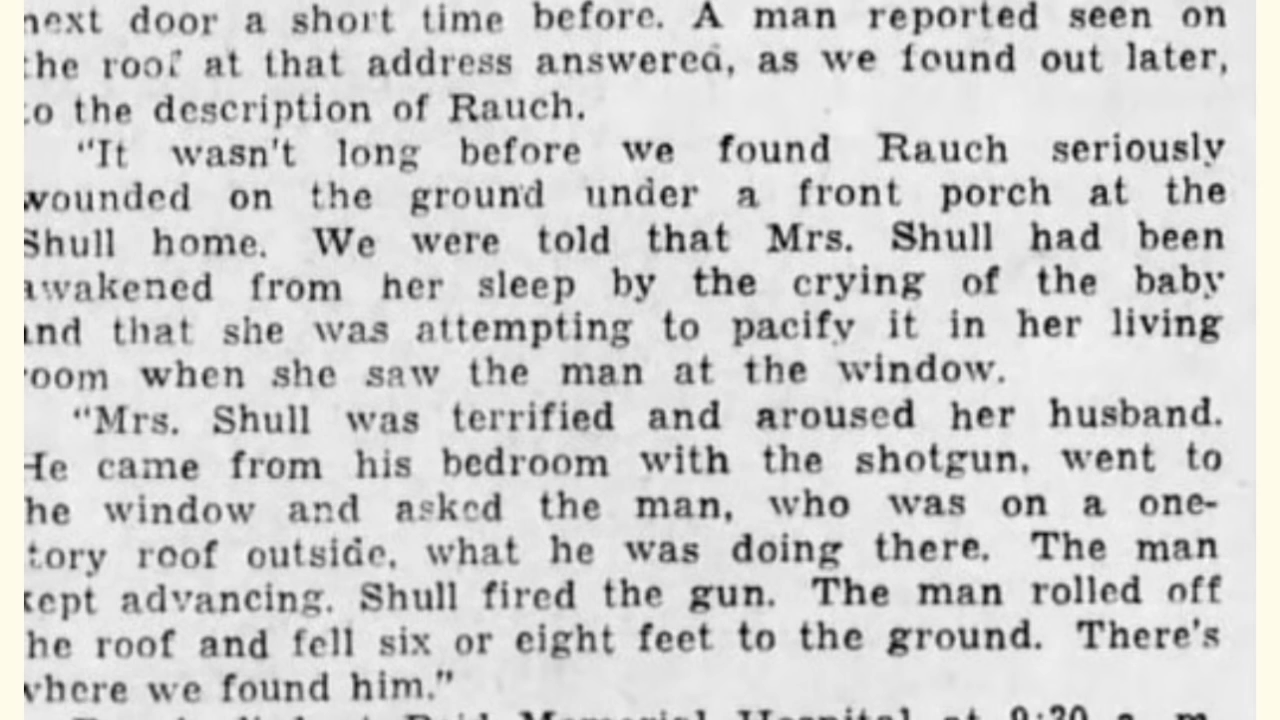 next door a short time before. A man reported seen on
the roof at that address answered, as we found out later,
to the description of Rauch.
"It wasn't long before we found Rauch seriously
wounded on the ground under a front porch at the
Shull home. We were told that Mrs. Shull had been
awakened from her sleep by the crying of the baby
and that she was attempting to pacify it in her living
room when she saw the man at the window.
"Mrs. Shull was terrified and aroused her husband.
He came from his bedroom with the shotgun, went to
the window and asked the man, who was on a one-
story roof outside, what he was doing there. The man
kept advancing. Shull fired the gun. The man rolled off
the roof and fell six or eight feet to the ground. There's
where we found him."
Memorial Hospital at 9:30 a. m.